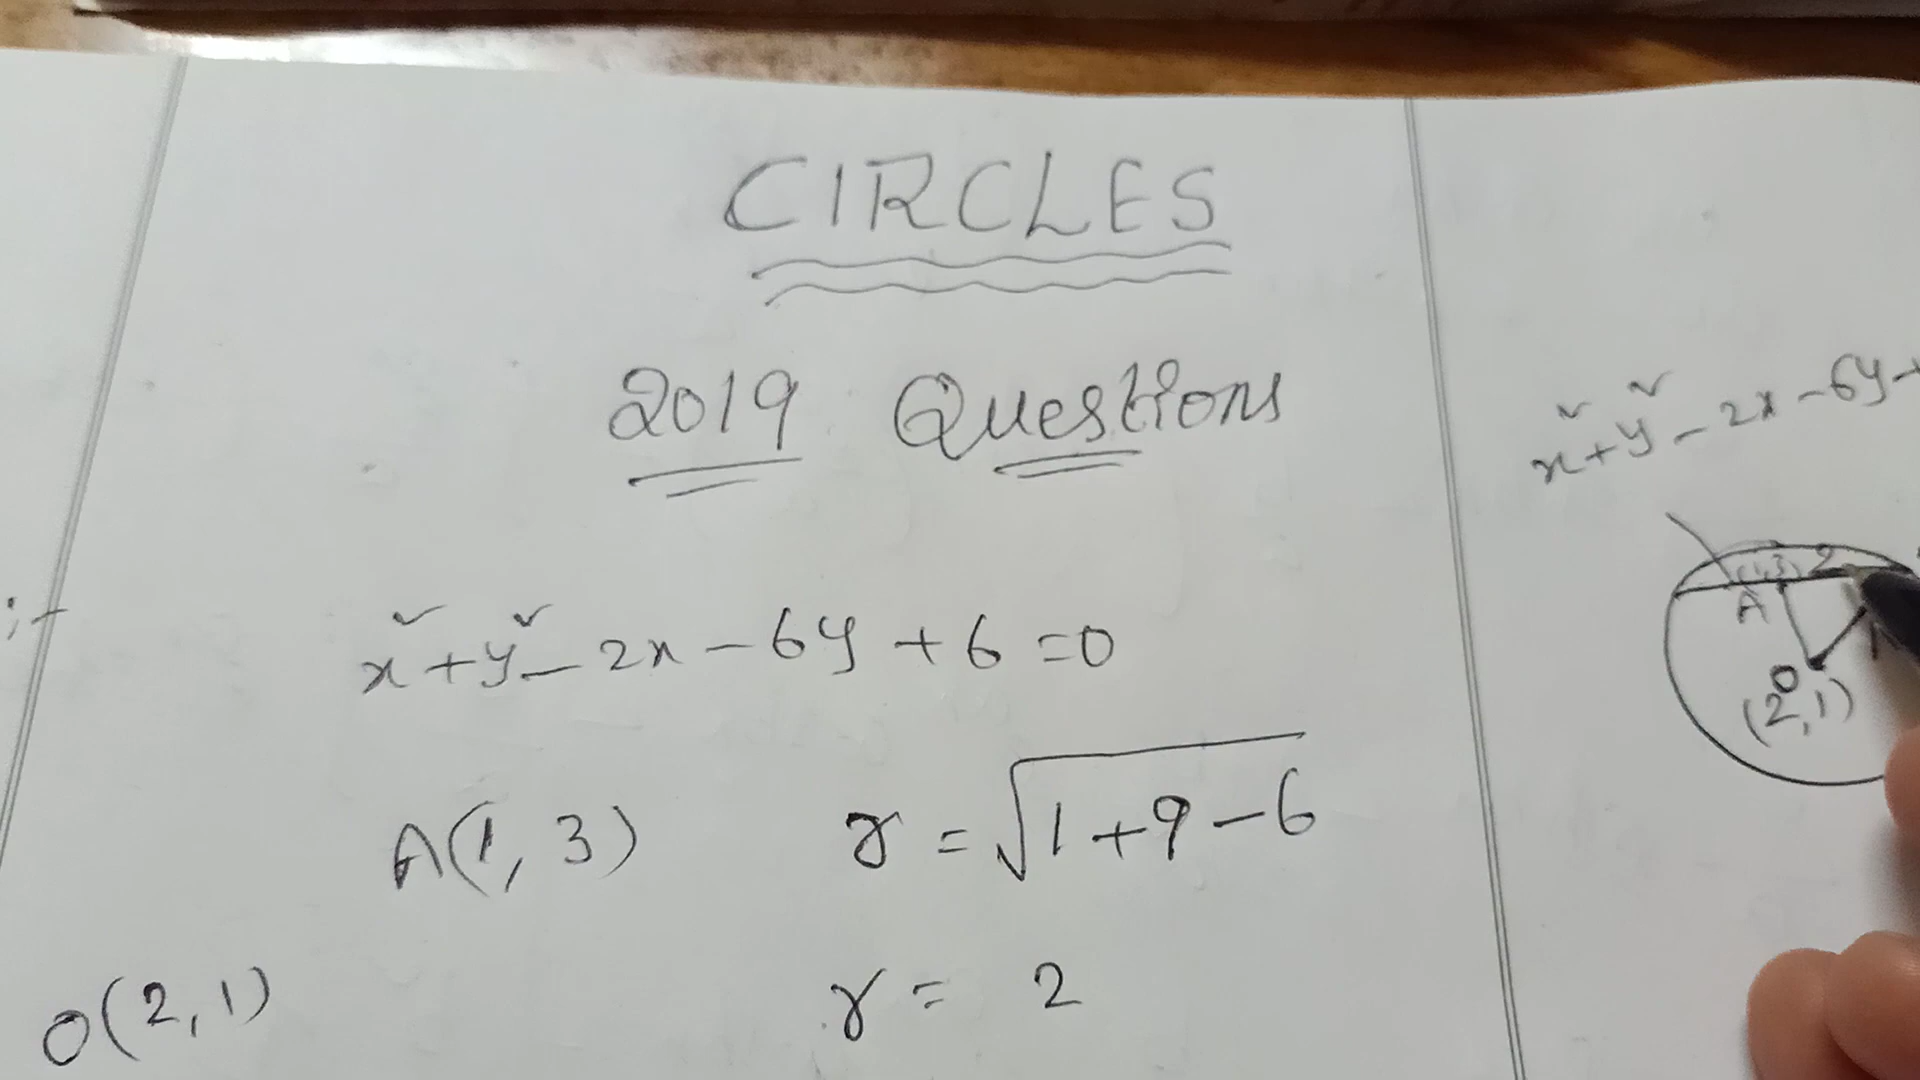 CIRCLES
2019 Questions
x²+y²-2x-6y+6=0
A(1,3) r=√1+9-6
O(2,1) r= 2
:-
x²+y²-2x-6y+
(1,3) 2
A
O
(2,1)